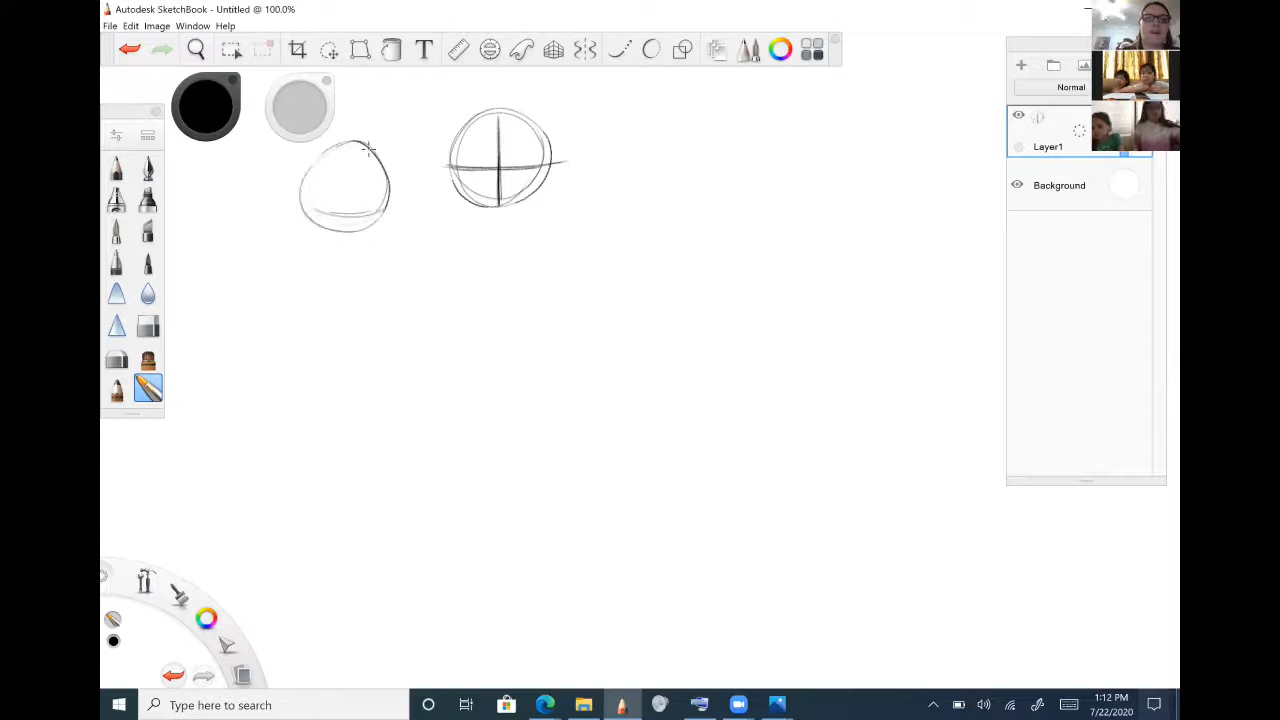 Autodesk SketchBook - Untitled @ 100.0%
File Edit Image Window Help
T
Normal
Layer1
Background
Type here to search
1:12 PM
7/22/2020